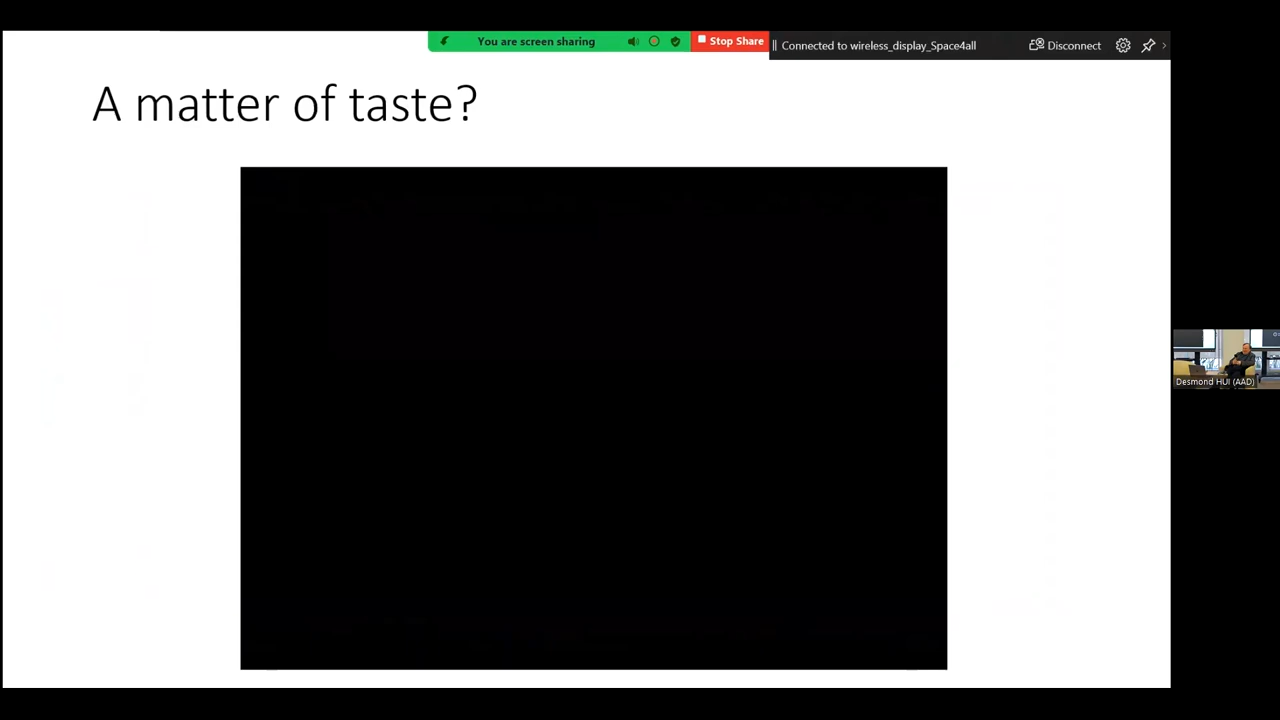 You are screen sharing
Stop Share
Connected to wireless_display_Space4all
Disconnect
A matter of taste?
Desmond HUI (AAD)